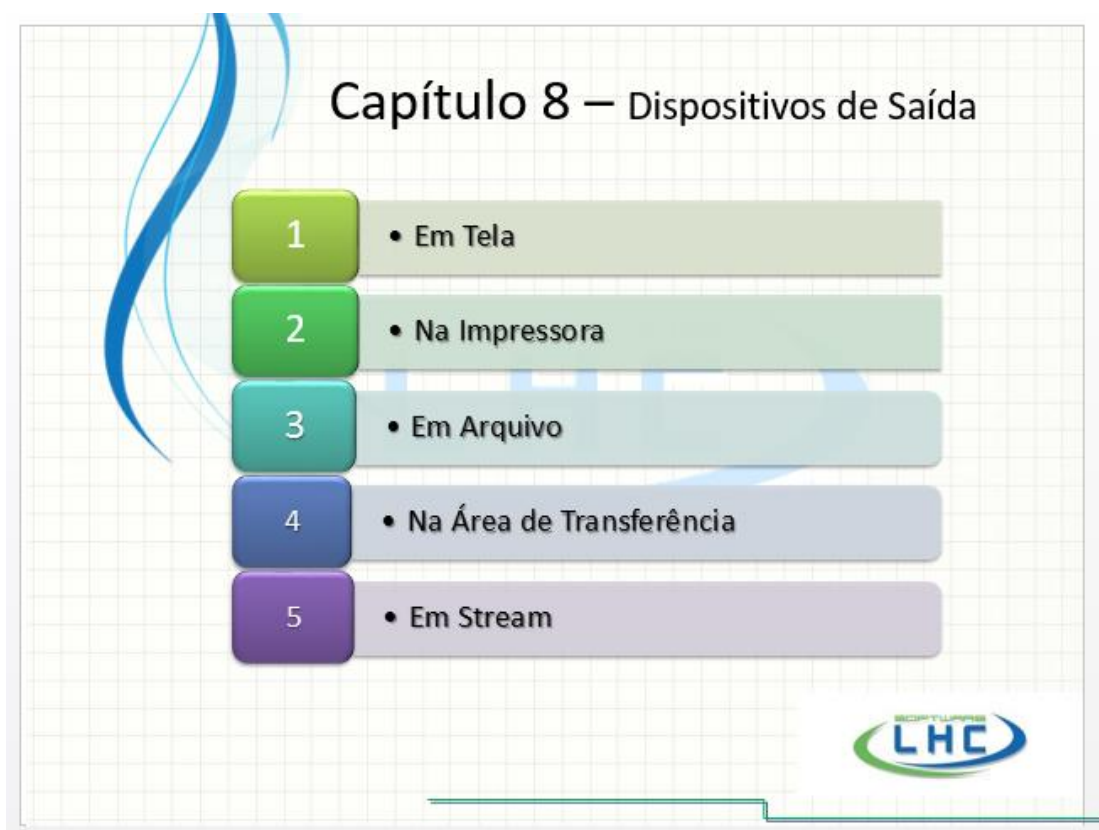 Capítulo 8 – Dispositivos de Saída
1 • Em Tela
2 • Na Impressora
3 • Em Arquivo
4 • Na Área de Transferência
5 • Em Stream
LHC
SOFTWARE
LHC